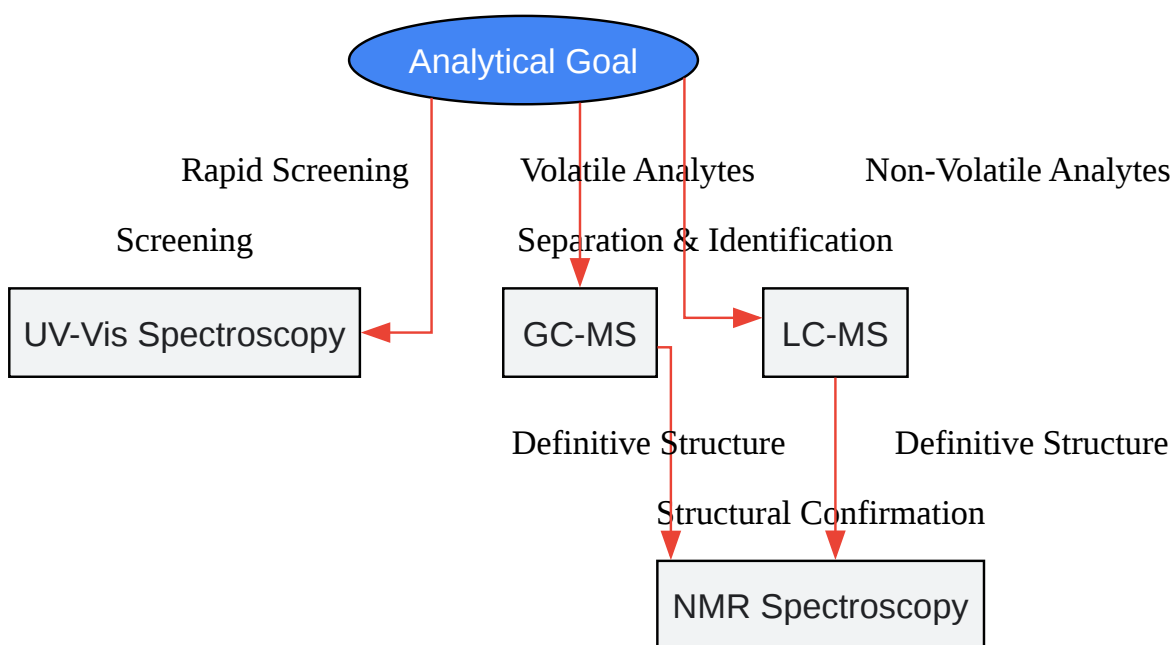 Analytical Goal
Rapid Screening
Volatile Analytes
Non-Volatile Analytes
Screening
Separation & Identification
UV-Vis Spectroscopy
GC-MS
LC-MS
Definitive Structure
Definitive Structure
Structural Confirmation
NMR Spectroscopy